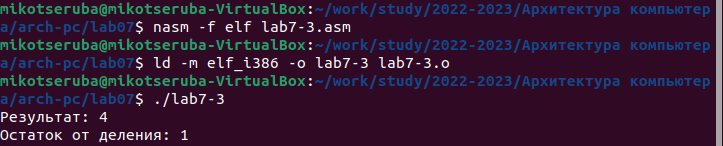 mikotseruba@mikotseruba-VirtualBox:~/work/study/2022-2023/Архитектура компьютер
а/arch-pc/lab07$ nasm -f elf lab7-3.asm
mikotseruba@mikotseruba-VirtualBox:~/work/study/2022-2023/Архитектура компьютер
а/arch-pc/lab07$ ld -m elf_i386 -o lab7-3 lab7-3.o
mikotseruba@mikotseruba-VirtualBox:~/work/study/2022-2023/Архитектура компьютер
а/arch-pc/lab07$ ./lab7-3
Результат: 4
Остаток от деления: 1